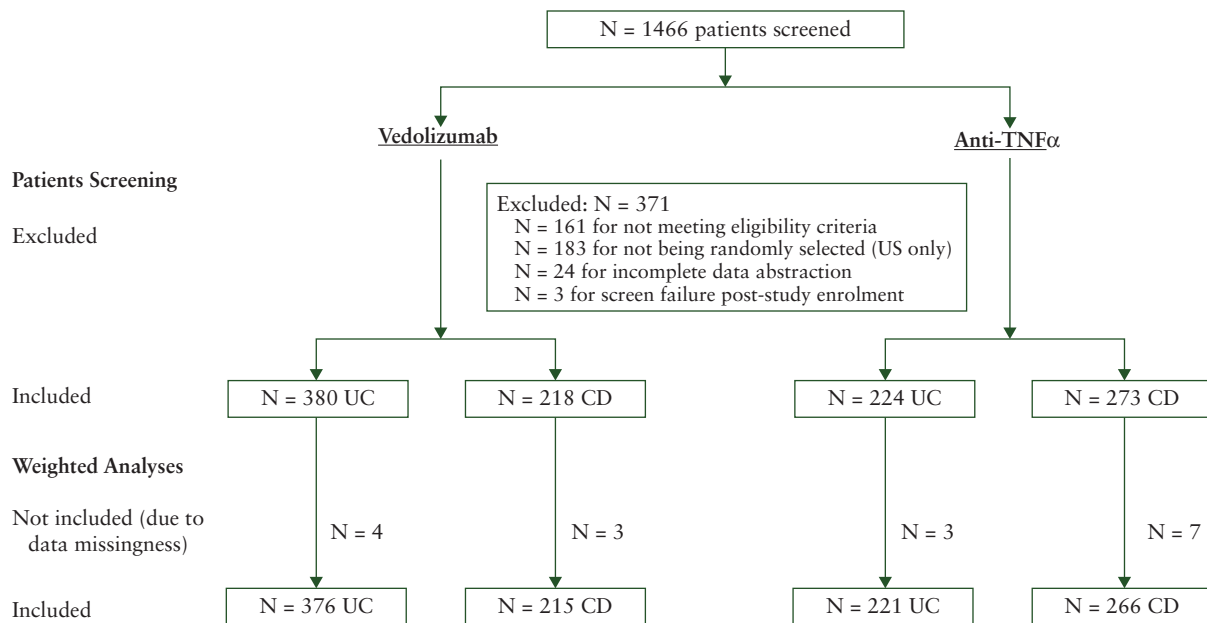 N = 1466 patients screened
Vedolizumab
Anti-TNFα
Patients Screening
Excluded
Excluded: N = 371
N = 161 for not meeting eligibility criteria
N = 183 for not being randomly selected (US only)
N = 24 for incomplete data abstraction
N = 3 for screen failure post-study enrolment
Included
N = 380 UC
N = 218 CD
N = 224 UC
N = 273 CD
Weighted Analyses
Not included (due to
data missingness)
N = 4
N = 3
N = 3
N = 7
Included
N = 376 UC
N = 215 CD
N = 221 UC
N = 266 CD